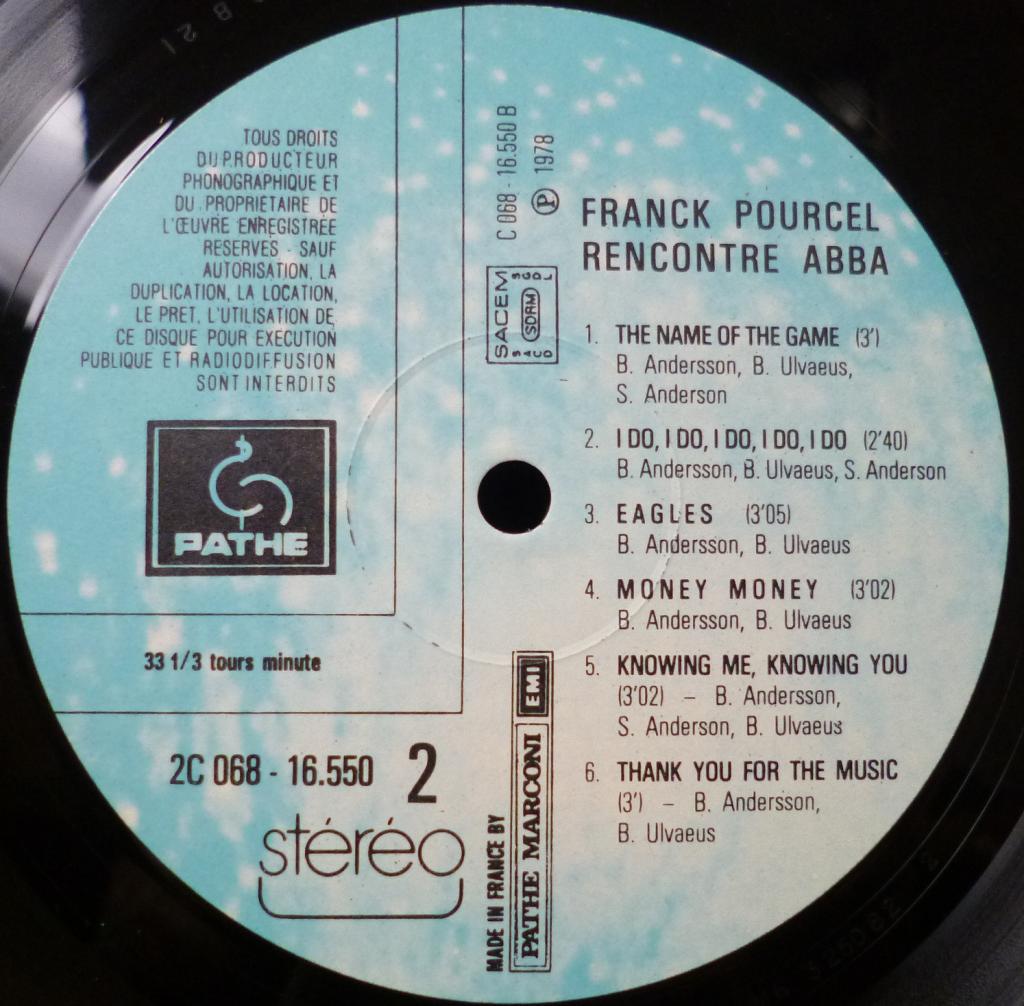 TOUS DROITS
DU PRODUCTEUR
PHONOGRAPHIQUE ET
DU PROPRIETAIRE DE
L'ŒUVRE ENREGISTRÉE
RESERVES - SAUF
AUTORISATION, LA
DUPLICATION, LA LOCATION,
LE PRET, L'UTILISATION DE
CE DISQUE POUR EXECUTION
PUBLIQUE ET RADIODIFFUSION
SONT INTERDITS
PATHE
33 1/3 tours minute
2C 068 - 16.550 2
stéréo
C 068 - 16.550 B
Ⓟ 1978
SACEM
SDRM
SACD
SGDL
MADE IN FRANCE BY
PATHE MARCONI EMI
FRANCK POURCEL
RENCONTRE ABBA
1. THE NAME OF THE GAME (3')
B. Andersson, B. Ulvaeus,
S. Anderson
2. I DO, I DO, I DO, I DO, I DO (2'40)
B. Andersson, B. Ulvaeus, S. Anderson
3. EAGLES (3'05)
B. Andersson, B. Ulvaeus
4. MONEY MONEY (3'02)
B. Andersson, B. Ulvaeus
5. KNOWING ME, KNOWING YOU
(3'02) - B. Andersson,
S. Anderson, B. Ulvaeus
6. THANK YOU FOR THE MUSIC
(3') - B. Andersson,
B. Ulvaeus